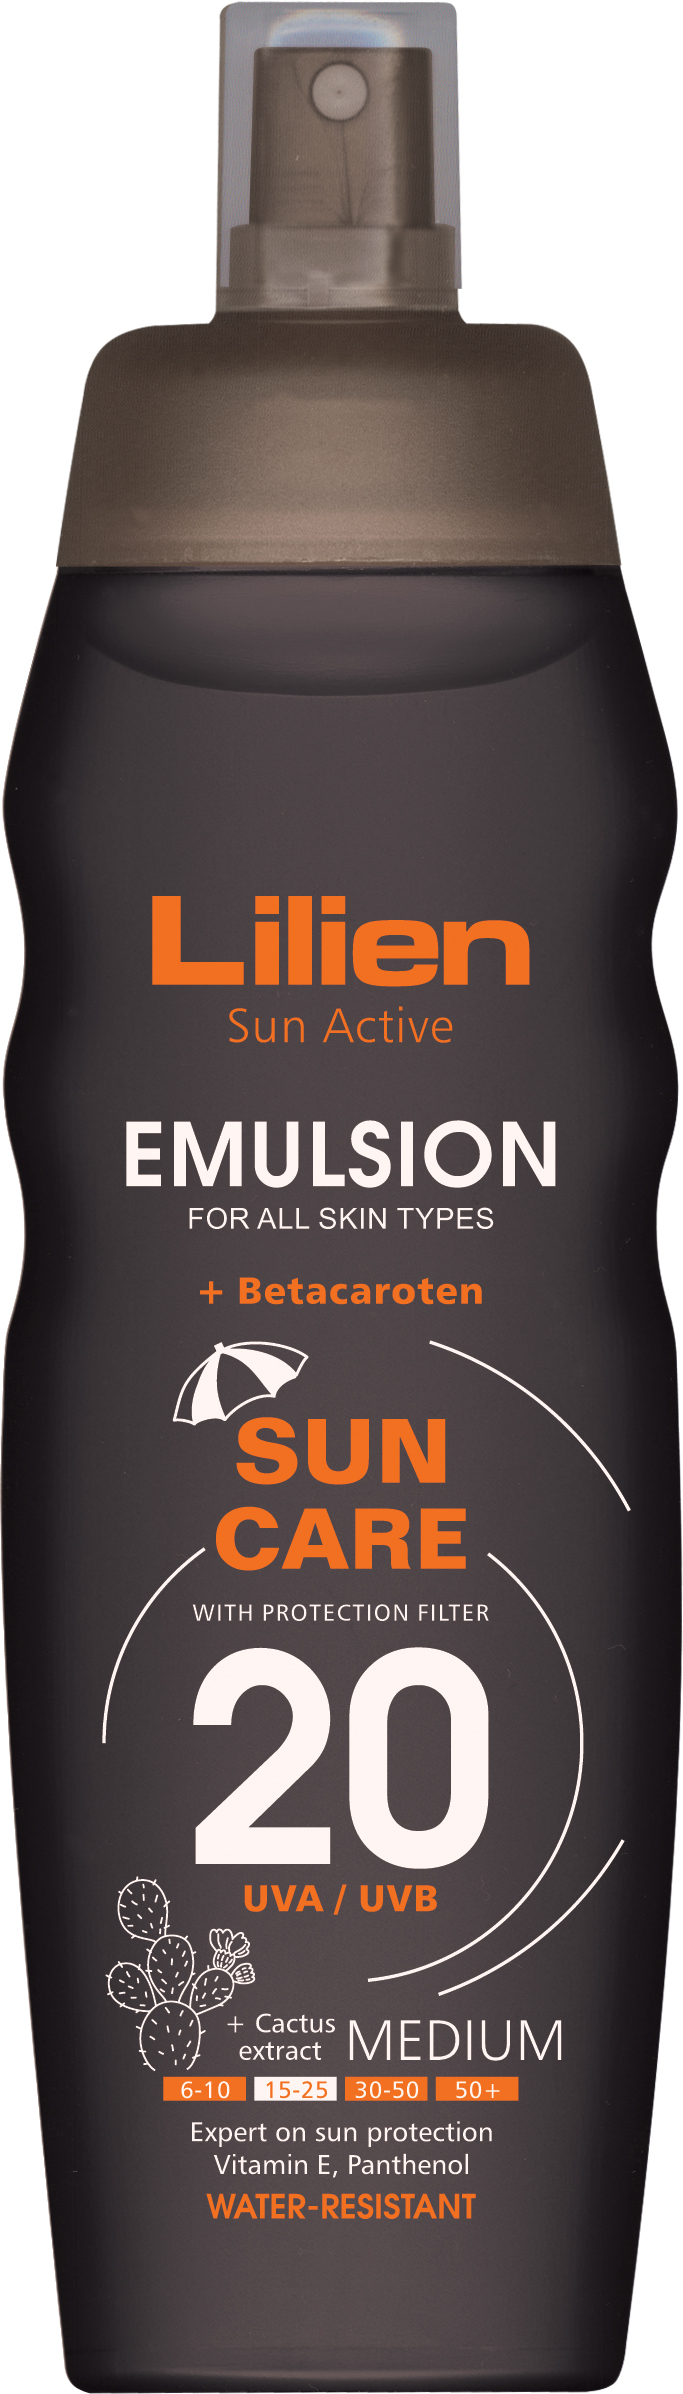 Lilien
Sun Active
EMULSION
FOR ALL SKIN TYPES
+ Betacaroten
SUN
CARE
WITH PROTECTION FILTER
20
UVA / UVB
+ Cactus
extract
MEDIUM
6-10 15-25 30-50 50+
Expert on sun protection
Vitamin E, Panthenol
WATER-RESISTANT